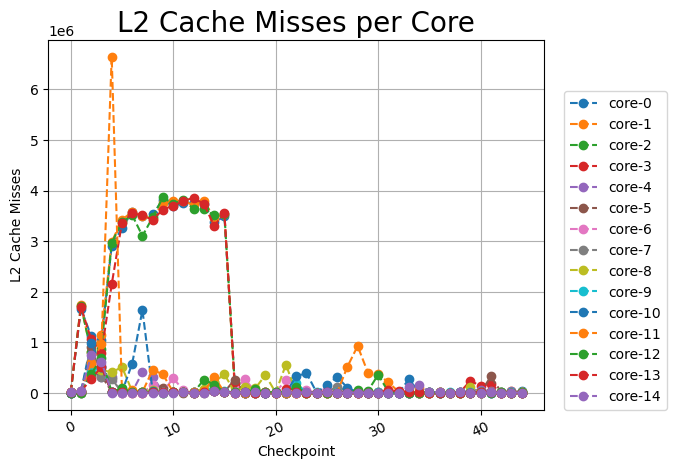 L2 Cache Misses per Core
1e6
6
5
4
3
2
1
0
L2 Cache Misses
0
10
20
30
40
Checkpoint
core-0
core-1
core-2
core-3
core-4
core-5
core-6
core-7
core-8
core-9
core-10
core-11
core-12
core-13
core-14